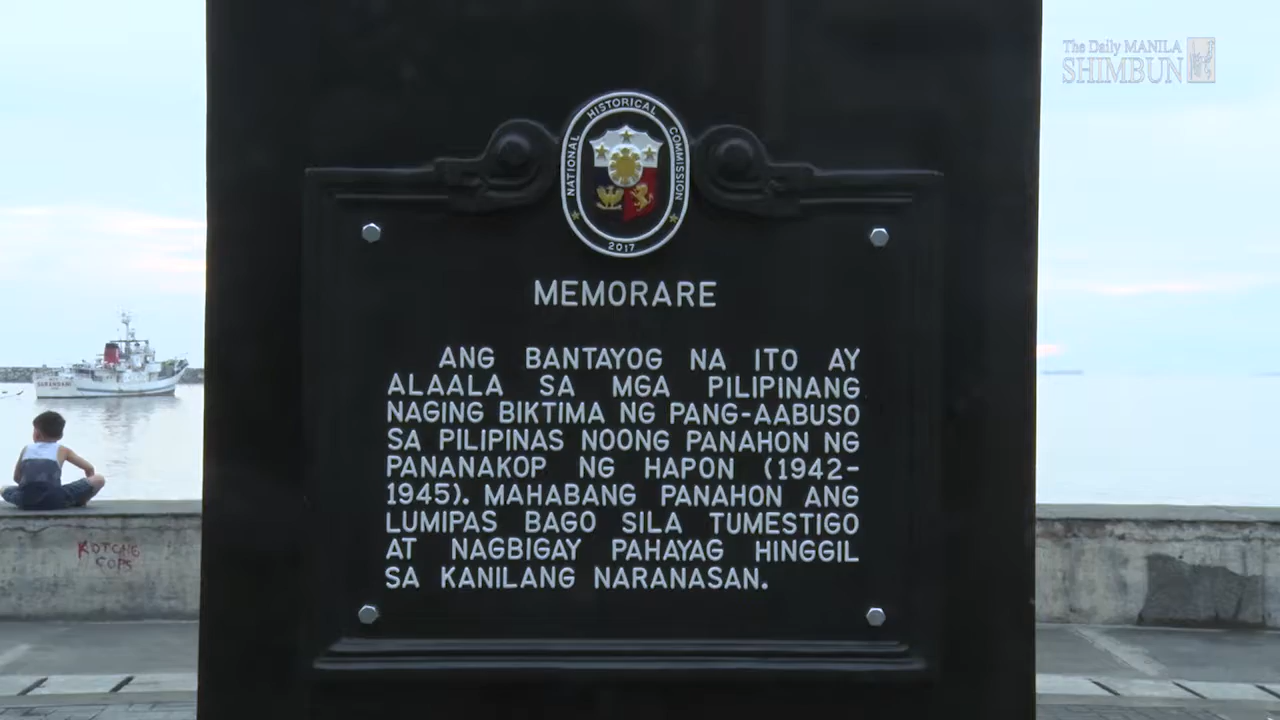 The Daily MANILA
SHIMBUN
NATIONAL HISTORICAL COMMISSION
2017
MEMORARE
ANG BANTAYOG NA ITO AY
ALAALA SA MGA PILIPINANG
NAGING BIKTIMA NG PANG-AABUSO
SA PILIPINAS NOONG PANAHON NG
PANANAKOP NG HAPON (1942-
1945). MAHABANG PANAHON ANG
LUMIPAS BAGO SILA TUMESTIGO
AT NAGBIGAY PAHAYAG HINGGIL
SA KANILANG NARANASAN.
KOTONG
COPS